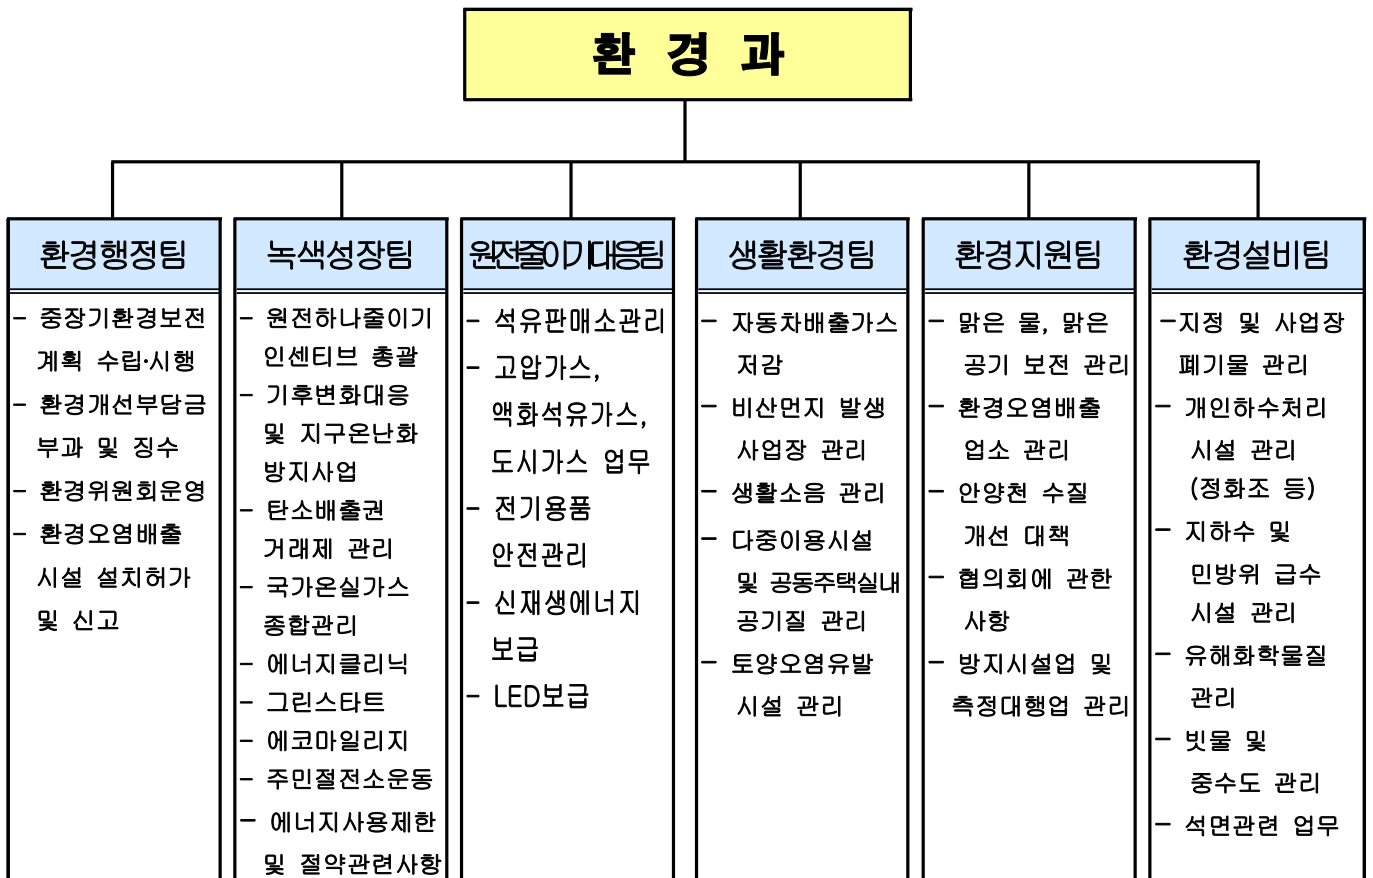 환 경 과
환경행정팀
- 중장기환경보전
계획 수립·시행
- 환경개선부담금
부과 및 징수
- 환경위원회운영
- 환경오염배출
시설 설치허가
및 신고
녹색성장팀
- 원전하나줄이기
인센티브 총괄
- 기후변화대응
및 지구온난화
방지사업
- 탄소배출권
거래제 관리
- 국가온실가스
종합관리
- 에너지클리닉
- 그린스타트
- 에코마일리지
- 주민절전소운동
- 에너지사용제한
및 절약관련사항
원전줄이기대응팀
- 석유판매소관리
- 고압가스,
액화석유가스,
도시가스 업무
- 전기용품
안전관리
- 신재생에너지
보급
- LED보급
생활환경팀
- 자동차배출가스
저감
- 비산먼지 발생
사업장 관리
- 생활소음 관리
- 다중이용시설
및 공동주택실내
공기질 관리
- 토양오염유발
시설 관리
환경지원팀
- 맑은 물, 맑은
공기 보전 관리
- 환경오염배출
업소 관리
- 안양천 수질
개선 대책
- 협의회에 관한
사항
- 방지시설업 및
측정대행업 관리
환경설비팀
-지정 및 사업장
폐기물 관리
- 개인하수처리
시설 관리
(정화조 등)
- 지하수 및
민방위 급수
시설 관리
- 유해화학물질
관리
- 빗물 및
중수도 관리
- 석면관련 업무